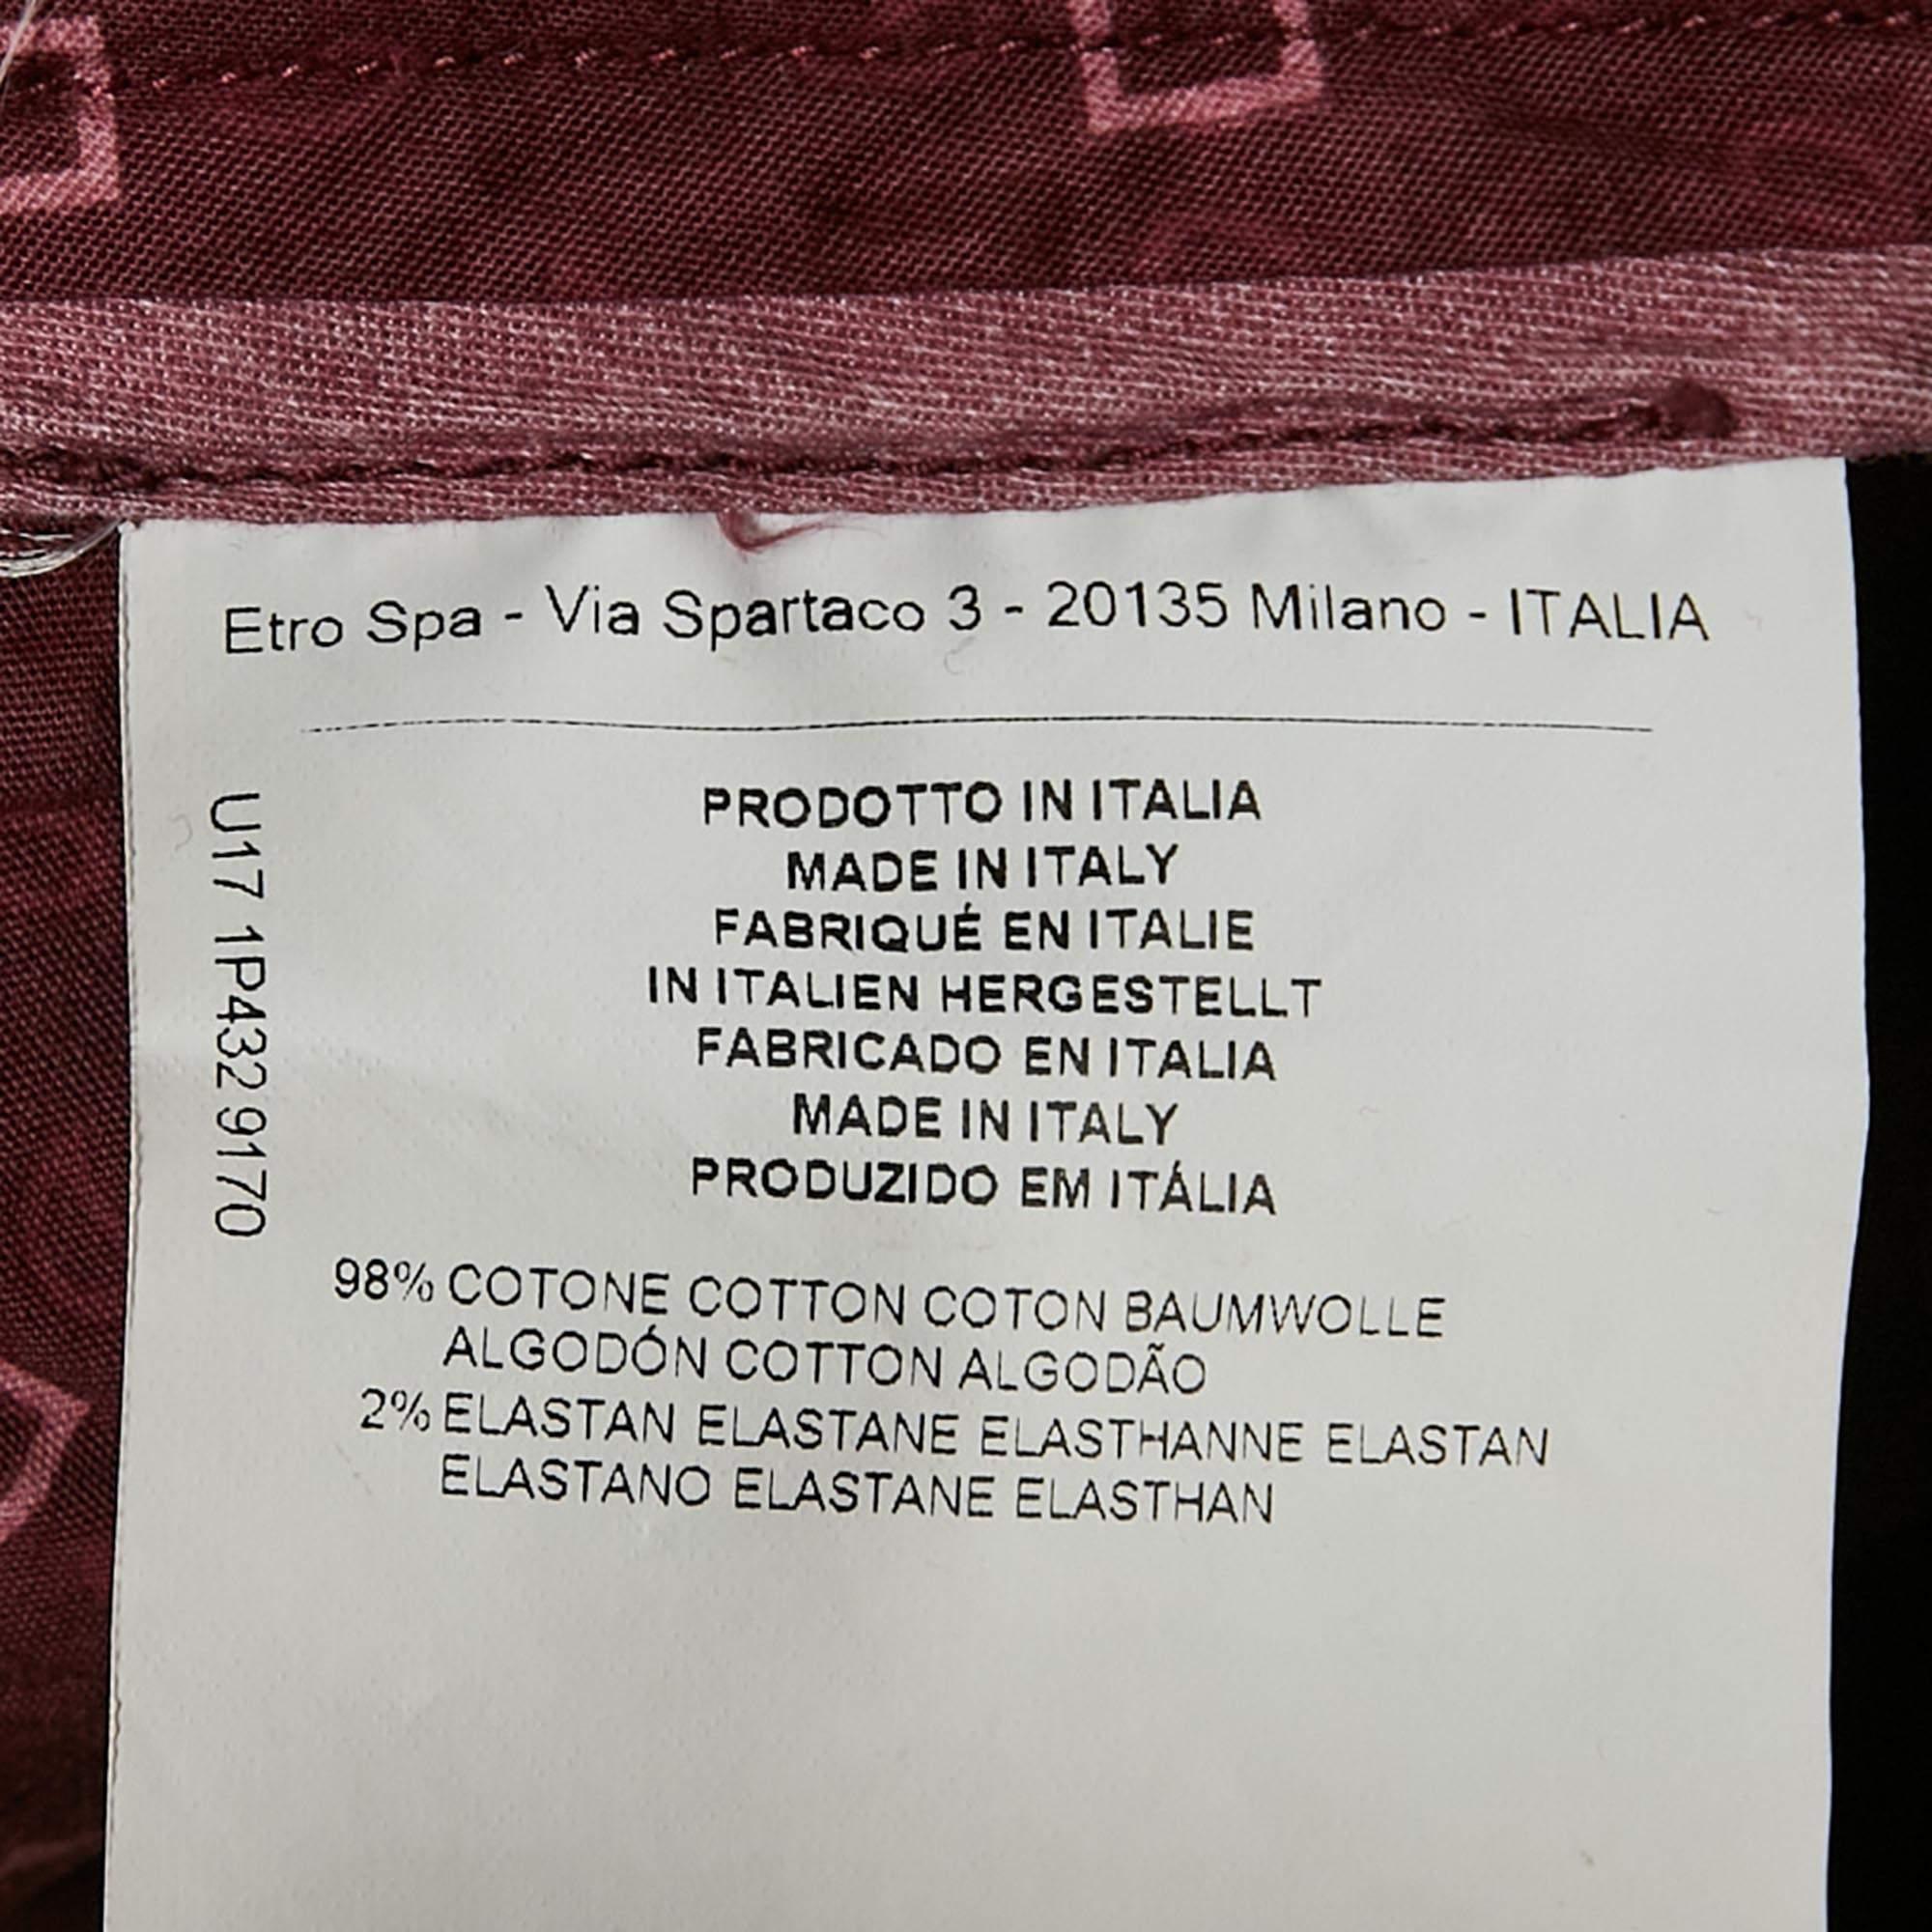 Etro Spa - Via Spartaco 3 - 20135 Milano - ITALIA
U17 1P432 9170
PRODOTTO IN ITALIA
MADE IN ITALY
FABRIQUÉ EN ITALIE
IN ITALIEN HERGESTELLT
FABRICADO EN ITALIA
MADE IN ITALY
PRODUZIDO EM ITÁLIA
98% COTONE COTTON COTON BAUMWOLLE
ALGODÓN COTTON ALGODÃO
2% ELASTAN ELASTANE ELASTHANNE ELASTAN
ELASTANO ELASTANE ELASTHAN